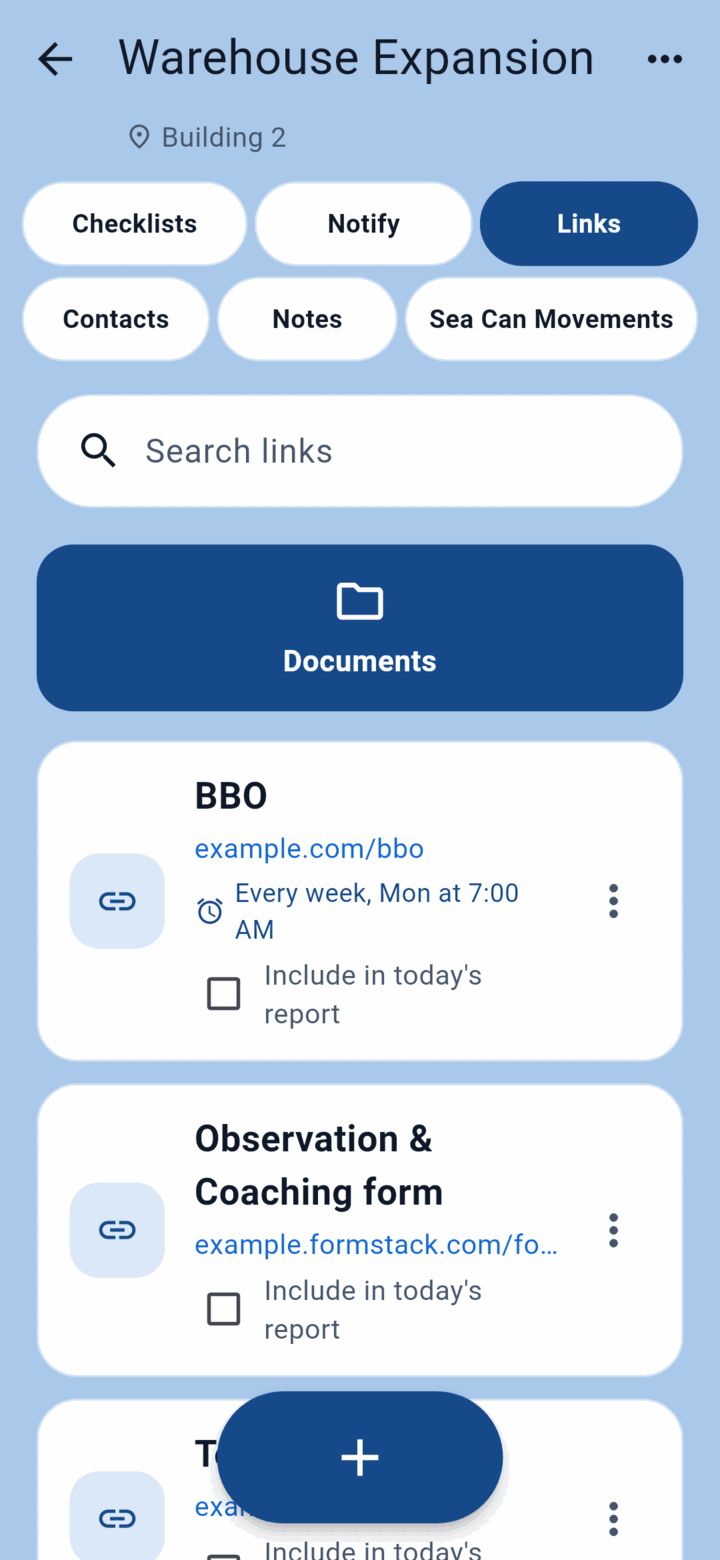 Warehouse Expansion
Building 2
Checklists
Notify
Links
Contacts
Notes
Sea Can Movements
Search links
Documents
BBO
example.com/bbo
Every week, Mon at 7:00
AM
Include in today's
report
Observation &
Coaching form
example.formstack.com/fo...
Include in today's
report
Include in today's